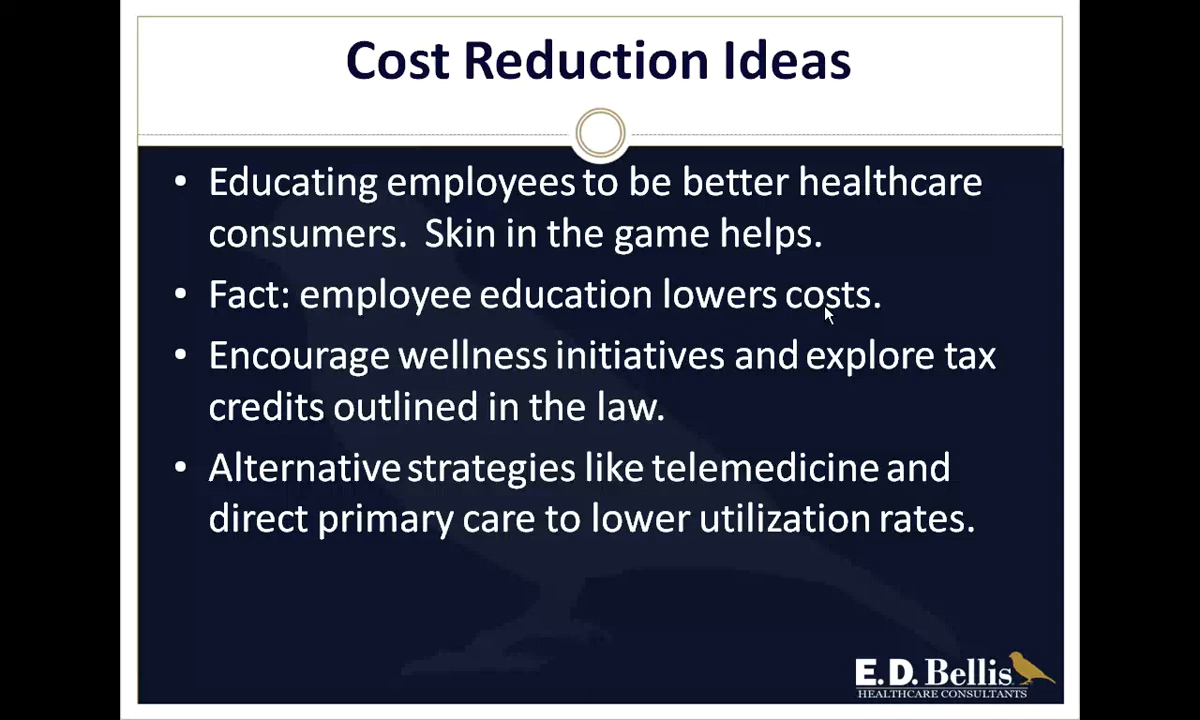 Cost Reduction Ideas
• Educating employees to be better healthcare
consumers.  Skin in the game helps.
• Fact: employee education lowers costs.
• Encourage wellness initiatives and explore tax
credits outlined in the law.
• Alternative strategies like telemedicine and
direct primary care to lower utilization rates.
E.D. Bellis
HEALTHCARE CONSULTANTS